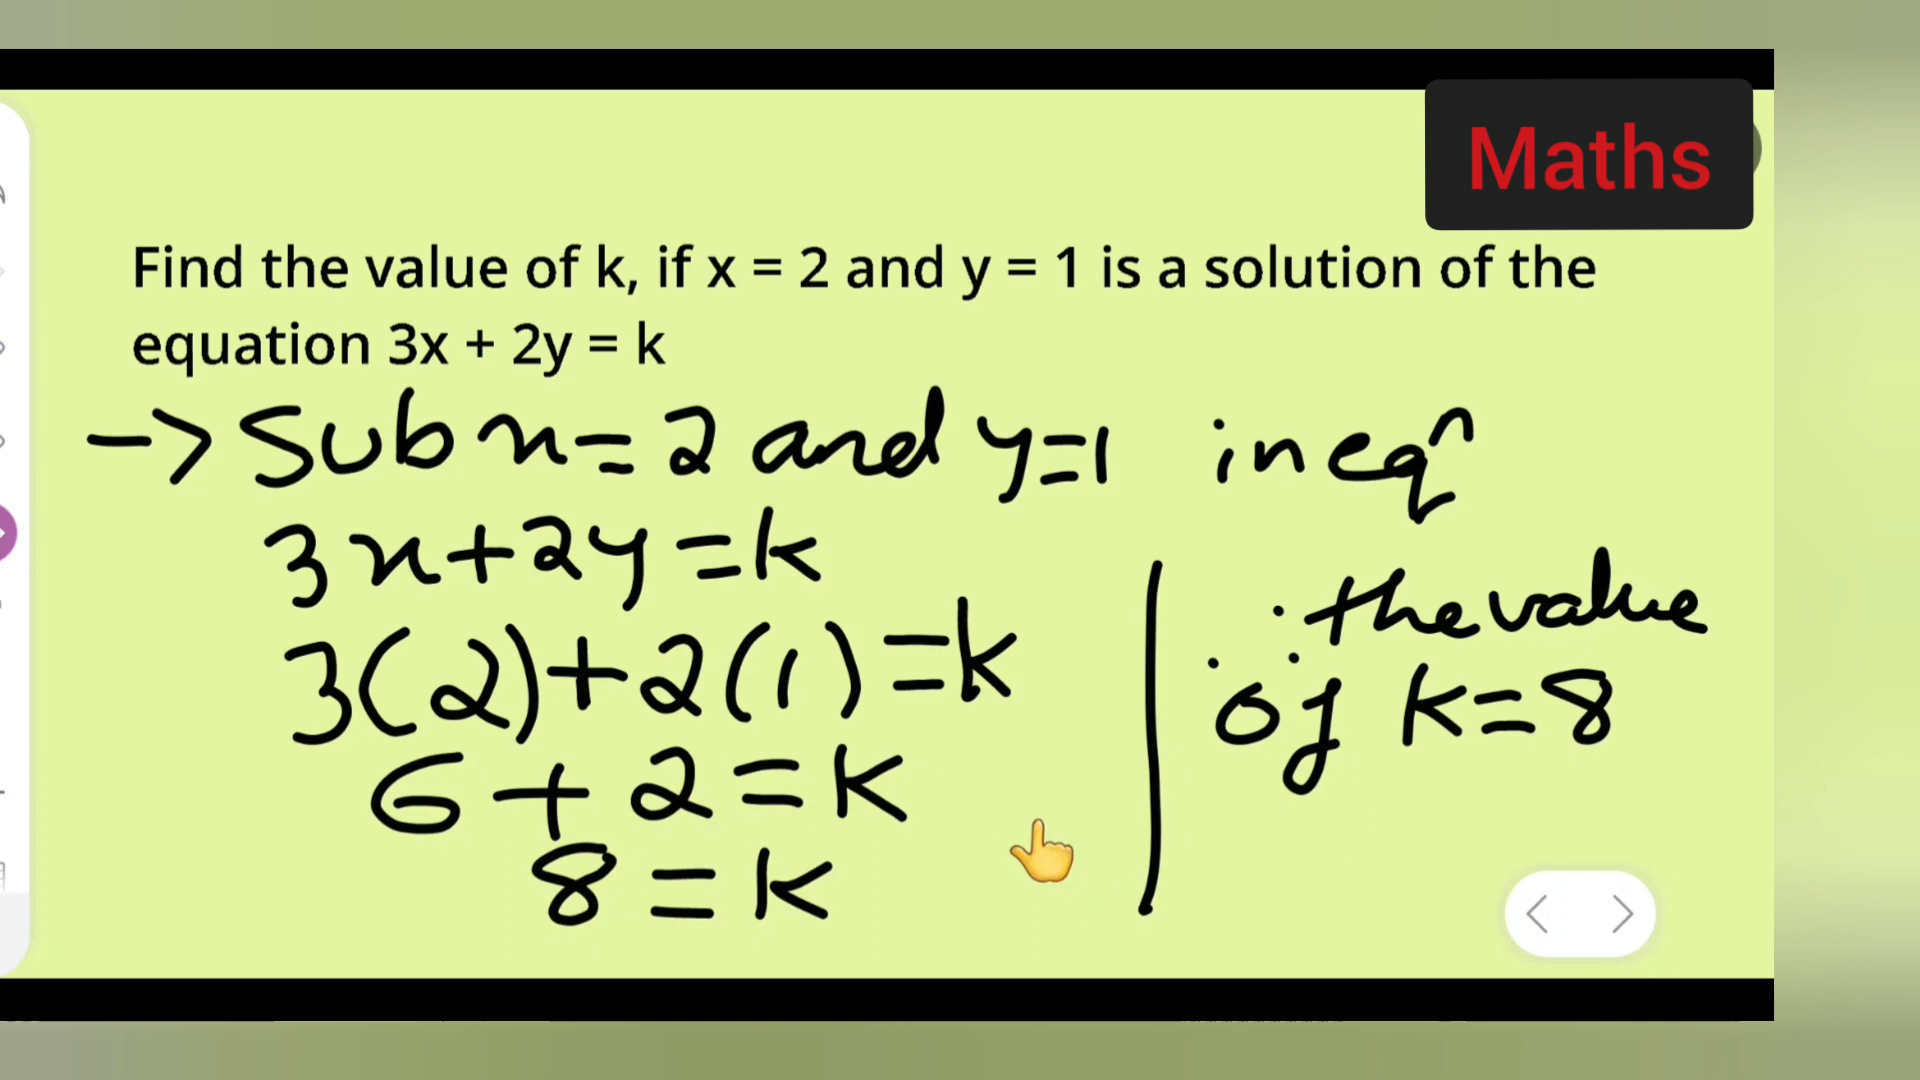 Maths
Find the value of k, if x = 2 and y = 1 is a solution of the
equation 3x + 2y = k
→ Sub x=2 and y=1 in eqⁿ
3x+2y=k
3(2)+2(1)=k
6+2=k
8=k
∴ the value
of k=8